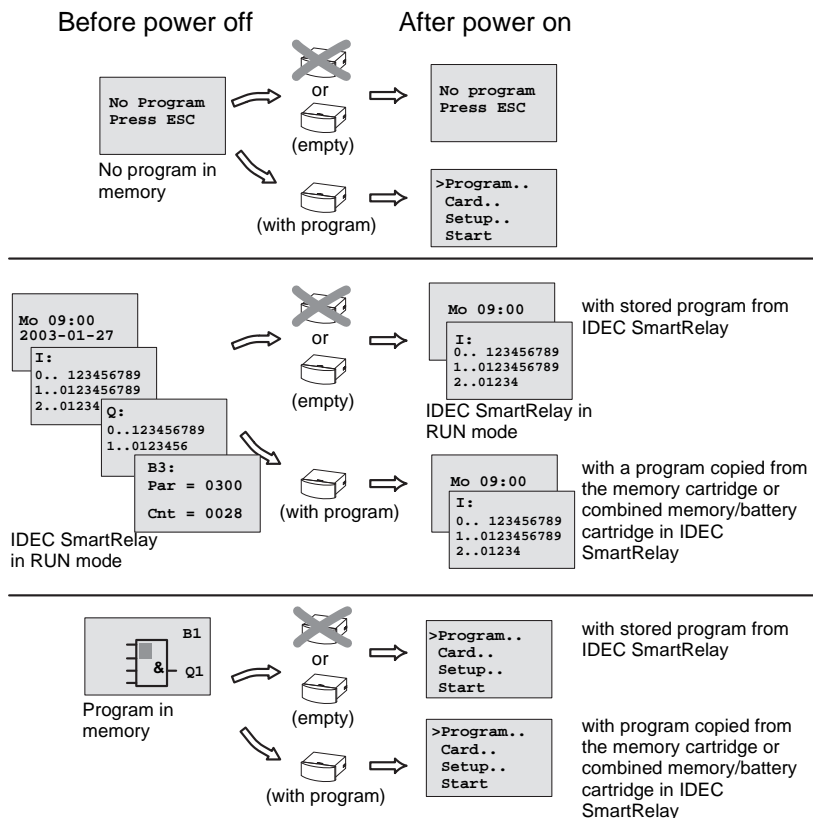 Before power off
After power on
No Program
Press ESC
No program in
memory
or
(empty)
No program
Press ESC
(with program)
>Program..
Card..
Setup..
Start
Mo 09:00
2003-01-27
I:
0.. 123456789
1..0123456789
2..01234
Q:
0..123456789
1..0123456
B3:
Par = 0300
Cnt = 0028
IDEC SmartRelay
in RUN mode
or
(empty)
Mo 09:00
I:
0.. 123456789
1..0123456789
2..01234
IDEC SmartRelay in
RUN mode
with stored program from
IDEC SmartRelay
(with program)
Mo 09:00
I:
0.. 123456789
1..0123456789
2..01234
with a program copied from
the memory cartridge or
combined memory/battery
cartridge in IDEC
SmartRelay
B1
&
Q1
Program in
memory
or
(empty)
>Program..
Card..
Setup..
Start
with stored program from
IDEC SmartRelay
(with program)
>Program..
Card..
Setup..
Start
with program copied from
the memory cartridge or
combined memory/battery
cartridge in IDEC
SmartRelay